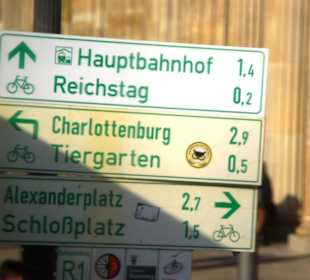 Hauptbahnhof 1,4
Reichstag 0,2
Charlottenburg 2,9
Tiergarten 0,5
Alexanderplatz 2,7
Schloßplatz 1,5
R1